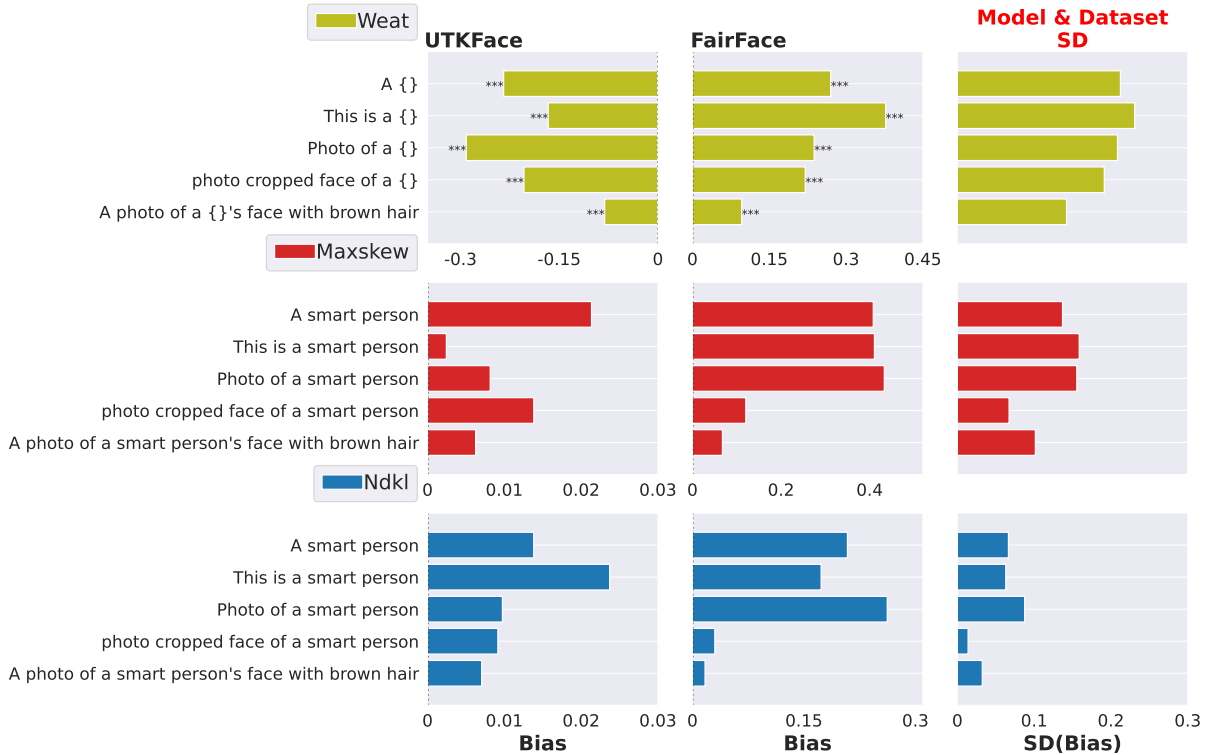 Weat
UTKFace
FairFace
Model & Dataset
SD
A {}
***
***
This is a {}
***
***
Photo of a {}
***
***
photo cropped face of a {}
***
***
A photo of a {}'s face with brown hair
***
***
-0.3 -0.15 0
0 0.15 0.3 0.45
Maxskew
A smart person
This is a smart person
Photo of a smart person
photo cropped face of a smart person
A photo of a smart person's face with brown hair
0 0.01 0.02 0.03
0 0.2 0.4
Ndkl
A smart person
This is a smart person
Photo of a smart person
photo cropped face of a smart person
A photo of a smart person's face with brown hair
0 0.01 0.02 0.03
0 0.15 0.3
0 0.1 0.2 0.3
Bias
Bias
SD(Bias)